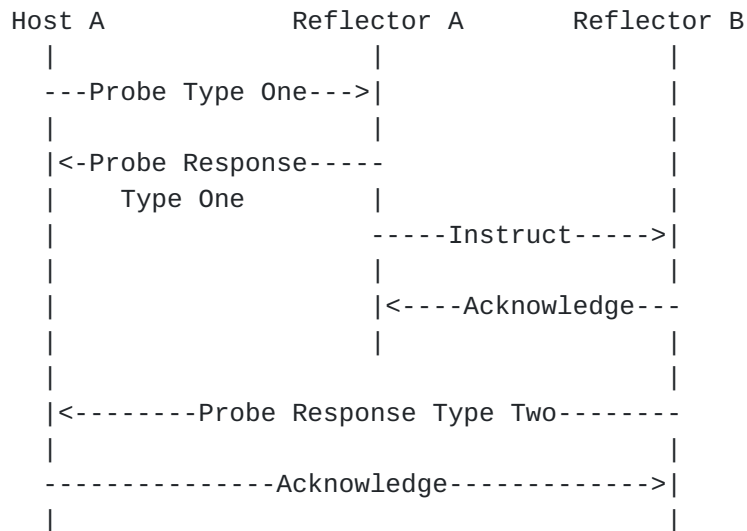 Host A Reflector A Reflector B
---Probe Type One--->
<-Probe Response-----
Type One
-----Instruct----->
<----Acknowledge---
<--------Probe Response Type Two--------
---------------Acknowledge------------->